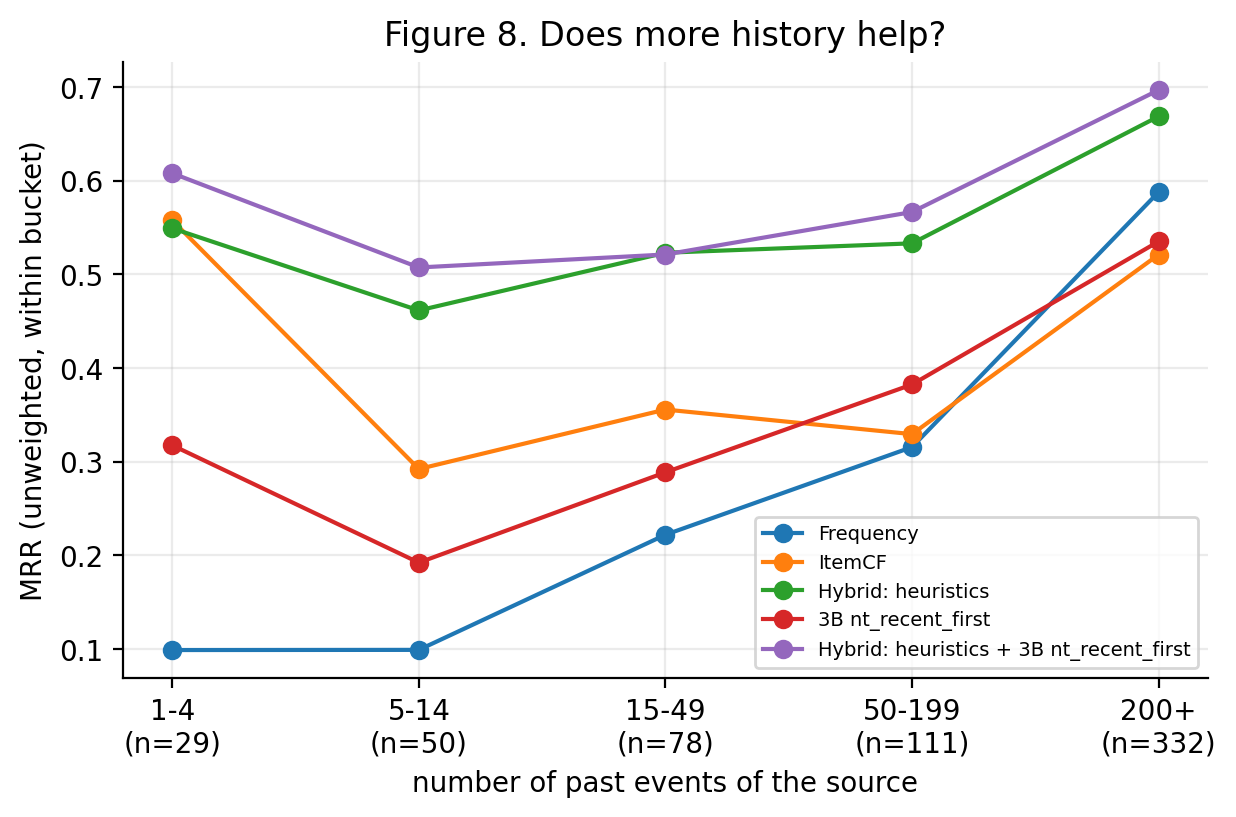 Figure 8. Does more history help?
MRR (unweighted, within bucket)
0.7
0.6
0.5
0.4
0.3
0.2
0.1
Frequency
ItemCF
Hybrid: heuristics
3B nt_recent_first
Hybrid: heuristics + 3B nt_recent_first
1-4
(n=29)
5-14
(n=50)
15-49
(n=78)
50-199
(n=111)
200+
(n=332)
number of past events of the source